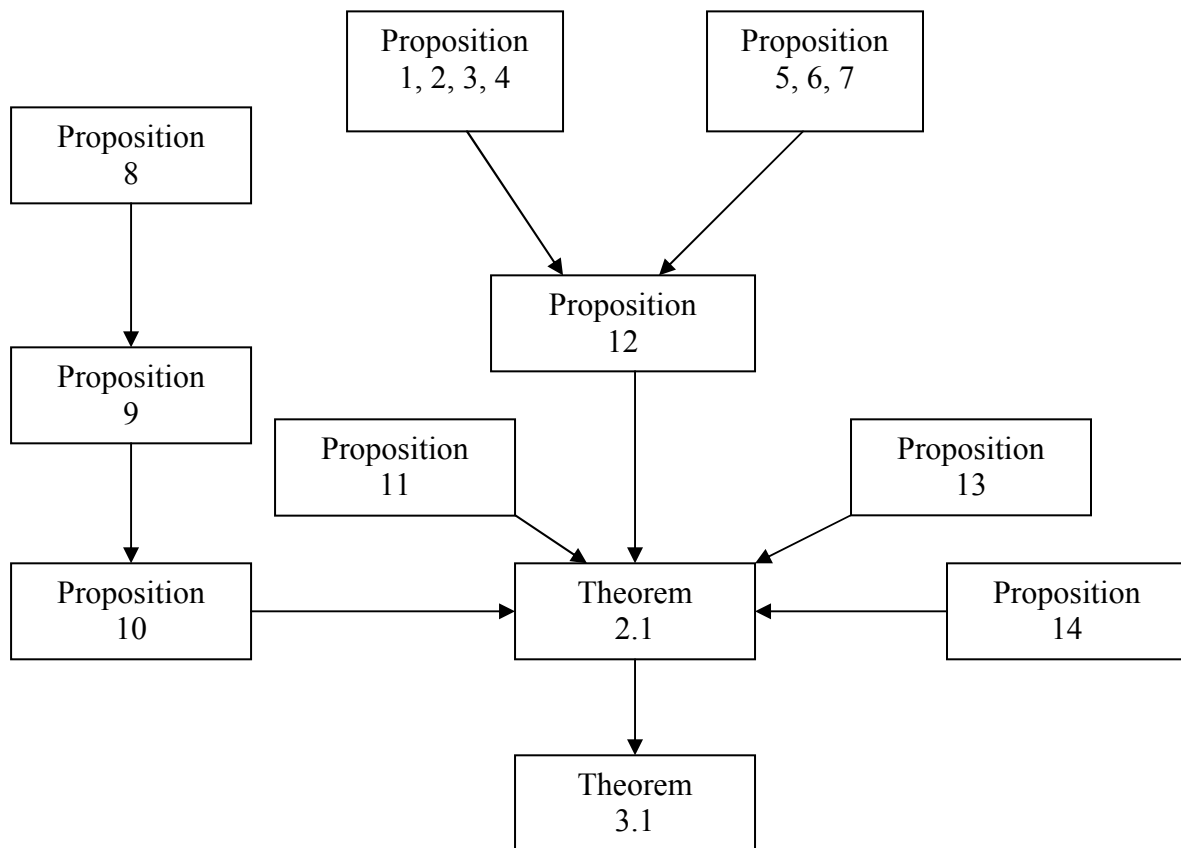 Proposition
1, 2, 3, 4
Proposition
5, 6, 7
Proposition
8
Proposition
12
Proposition
9
Proposition
11
Proposition
13
Proposition
10
Theorem
2.1
Proposition
14
Theorem
3.1